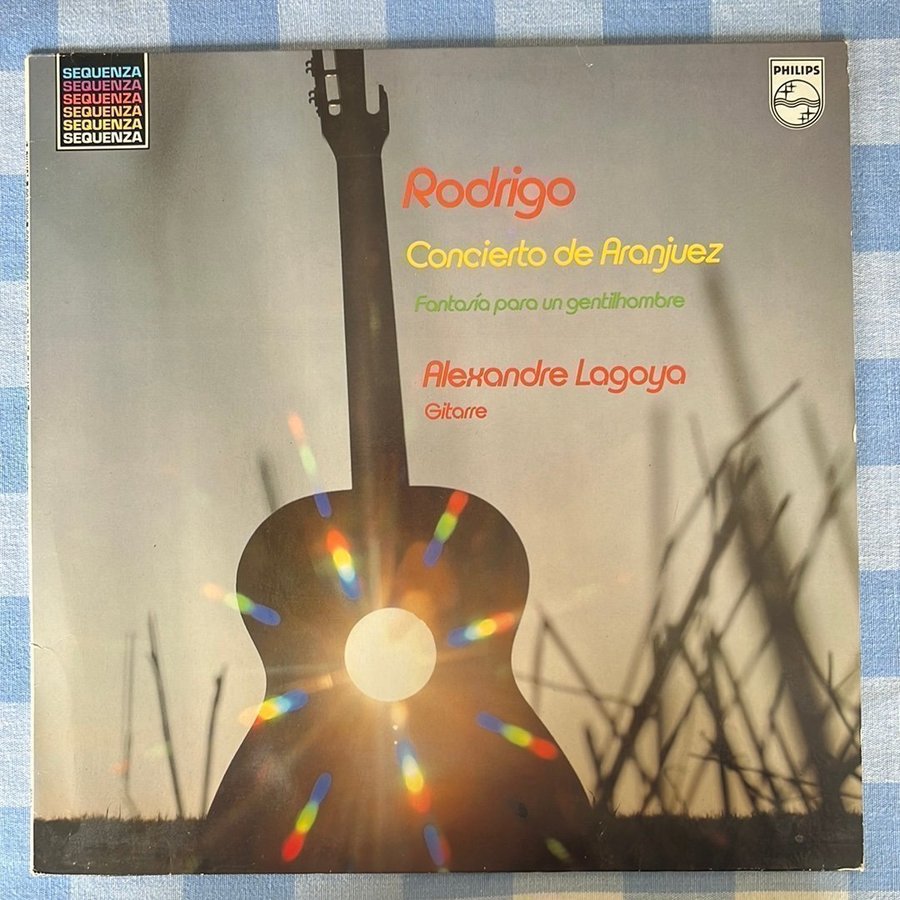 SEQUENZA
SEQUENZA
SEQUENZA
SEQUENZA
SEQUENZA
SEQUENZA
PHILIPS
Rodrigo
Concierto de Aranjuez
Fantasía para un gentilhombre
Alexandre Lagoya
Gitarre